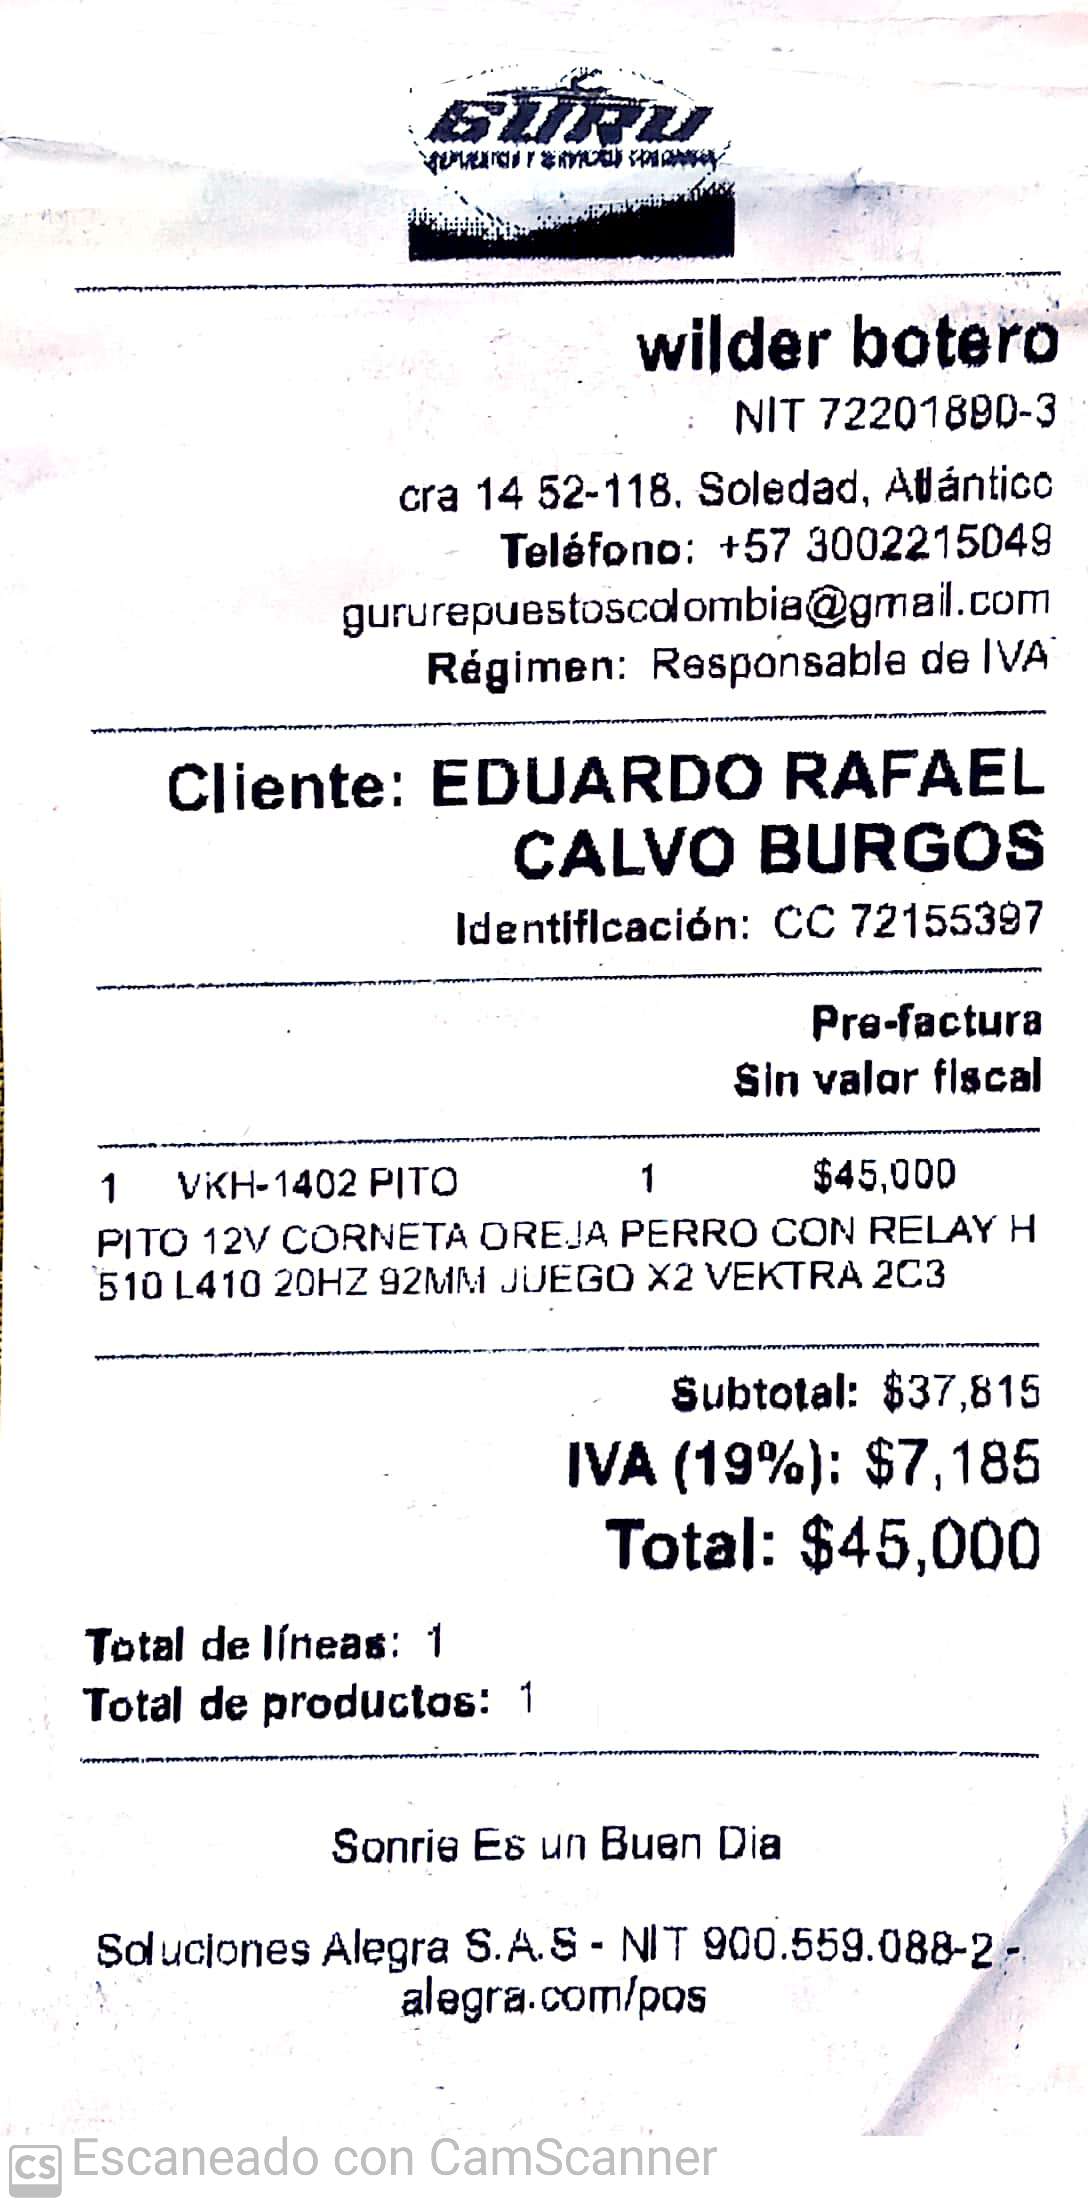 GURU
wilder botero
NIT 72201890-3
cra 14 52-118, Soledad, Atlántico
Teléfono: +57 3002215049
gururepuestoscolombia@gmail.com
Régimen: Responsable de IVA
Cliente: EDUARDO RAFAEL
CALVO BURGOS
Identificación: CC 72155397
Pre-factura
Sin valor fiscal
1 VKH-1402 PITO 1 $45,000
PITO 12V CORNETA OREJA PERRO CON RELAY H
510 L410 20HZ 92MM JUEGO X2 VEKTRA 2C3
Subtotal: $37,815
IVA (19%): $7,185
Total: $45,000
Total de líneas: 1
Total de productos: 1
Sonrie Es un Buen Dia
Soluciones Alegra S.A.S - NIT 900.559.088-2 -
alegra.com/pos
CS Escaneado con CamScanner